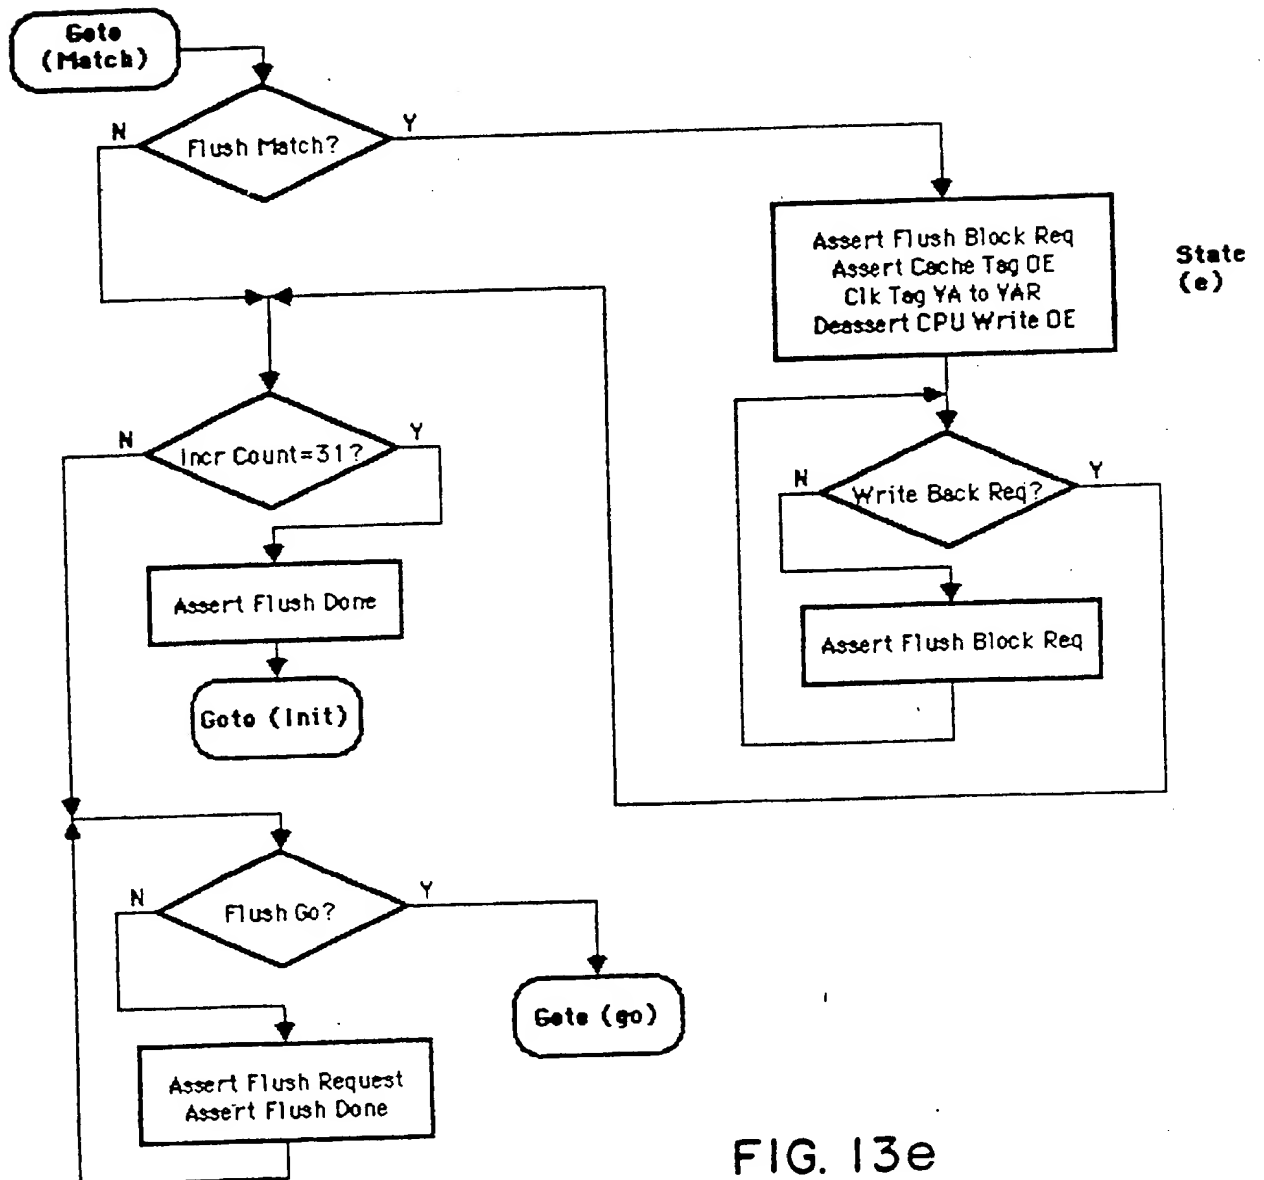 Goto
(Match)
Flush Match?
N
Y
Assert Flush Block Req
Assert Cache Tag OE
Clk Tag VA to VAR
Deassert CPU Write OE
State
(e)
Incr Count=31?
N
Y
Write Back Req?
N
Y
Assert Flush Done
Assert Flush Block Req
Goto (Init)
Flush Go?
N
Y
Goto (go)
Assert Flush Request
Assert Flush Done
FIG. 13e